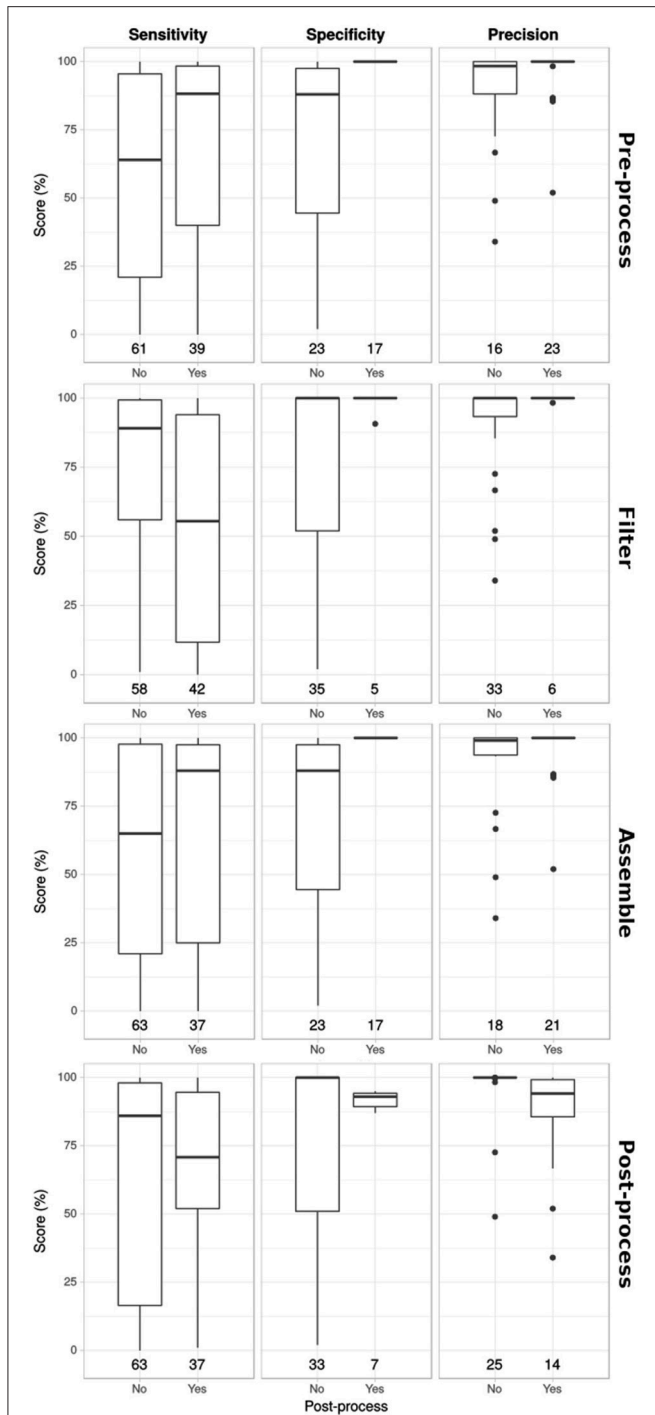 Sensitivity Specificity Precision
100
75
50
25
0
Score (%)
61 39 23 17 16 23
No Yes No Yes No Yes
Pre-process
100
75
50
25
0
Score (%)
58 42 35 5 33 6
No Yes No Yes No Yes
Filter
100
75
50
25
0
Score (%)
63 37 23 17 18 21
No Yes No Yes No Yes
Assemble
100
75
50
25
0
Score (%)
63 37 33 7 25 14
No Yes No Yes No Yes
Post-process
Post-process